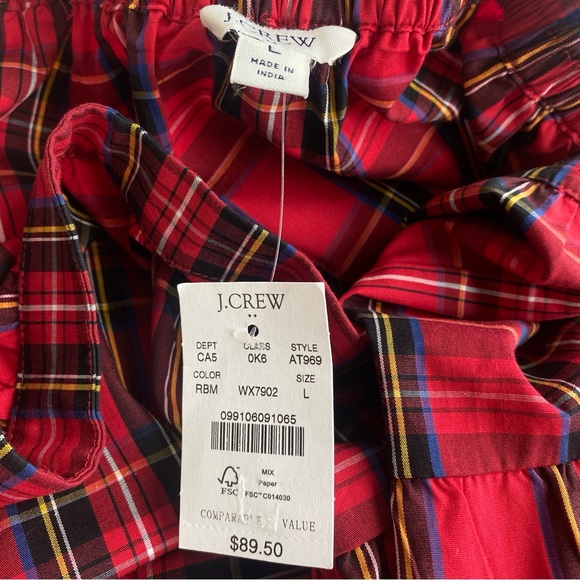 J.CREW
L
MADE IN
INDIA
J.CREW
DEPT CLASS STYLE
CA5 0K6 AT969
COLOR SIZE
RBM WX7902 L
099106091065
FSC
MIX
Paper
FSC™ C014030
COMPARABLE VALUE
$89.50